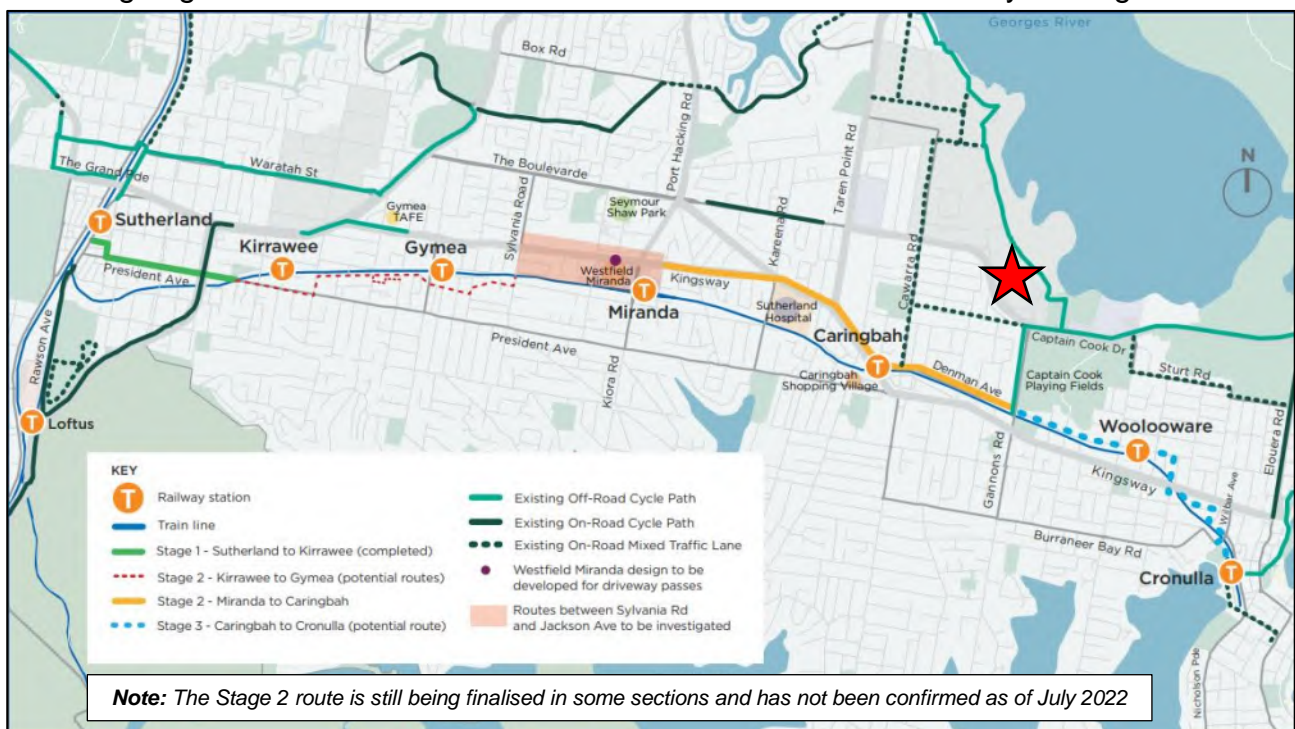 Georges River
Box Rd
Port Hacking Rd
Taren Point Rd
N
The Grand Pde
Waratah St
The Boulevarde
Sylvania Road
Gymea
TAFE
Seymour
Shaw Park
Kareena Rd
Cawarra Rd
T
Sutherland
Kirrawee
T
Gymea
T
Westfield
Miranda
T
Miranda
Kingsway
Sutherland
Hospital
President Ave
President Ave
Caringbah
T
Caringbah
Shopping Village
Denman Ave
Captain Cook Dr
Captain Cook
Playing Fields
Sturt Rd
Rawson Ave
T
Loftus
Kiora Rd
Gannons Rd
Woolooware
T
Kingsway
Wilbar Ave
Elouera Rd
Burraneer Bay Rd
Cronulla
T
Nicholson Pde
KEY
T
Railway station
Train line
Stage 1 - Sutherland to Kirrawee (completed)
Stage 2 - Kirrawee to Gymea (potential routes)
Stage 2 - Miranda to Caringbah
Stage 3 - Caringbah to Cronulla (potential route)
Existing Off-Road Cycle Path
Existing On-Road Cycle Path
Existing On-Road Mixed Traffic Lane
Westfield Miranda design to be
developed for driveway passes
Routes between Sylvania Rd
and Jackson Ave to be investigated
Note: The Stage 2 route is still being finalised in some sections and has not been confirmed as of July 2022